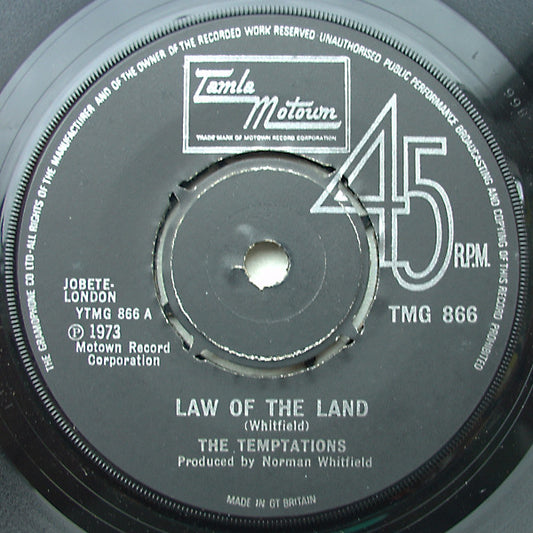 THE GRAMOPHONE CO LTD-ALL RIGHTS OF THE MANUFACTURER AND OF THE OWNER OF THE RECORDED WORK RESERVED UNAUTHORISED PUBLIC PERFORMANCE BROADCASTING AND COPYING OF THIS RECORD PROHIBITED
Tamla
Motown
TRADE MARK OF MOTOWN RECORD CORPORATION
45
R.P.M.
JOBETE-
LONDON
YTMG 866 A
℗ 1973
Motown Record
Corporation
TMG 866
LAW OF THE LAND
(Whitfield)
THE TEMPTATIONS
Produced by Norman Whitfield
MADE IN GT BRITAIN